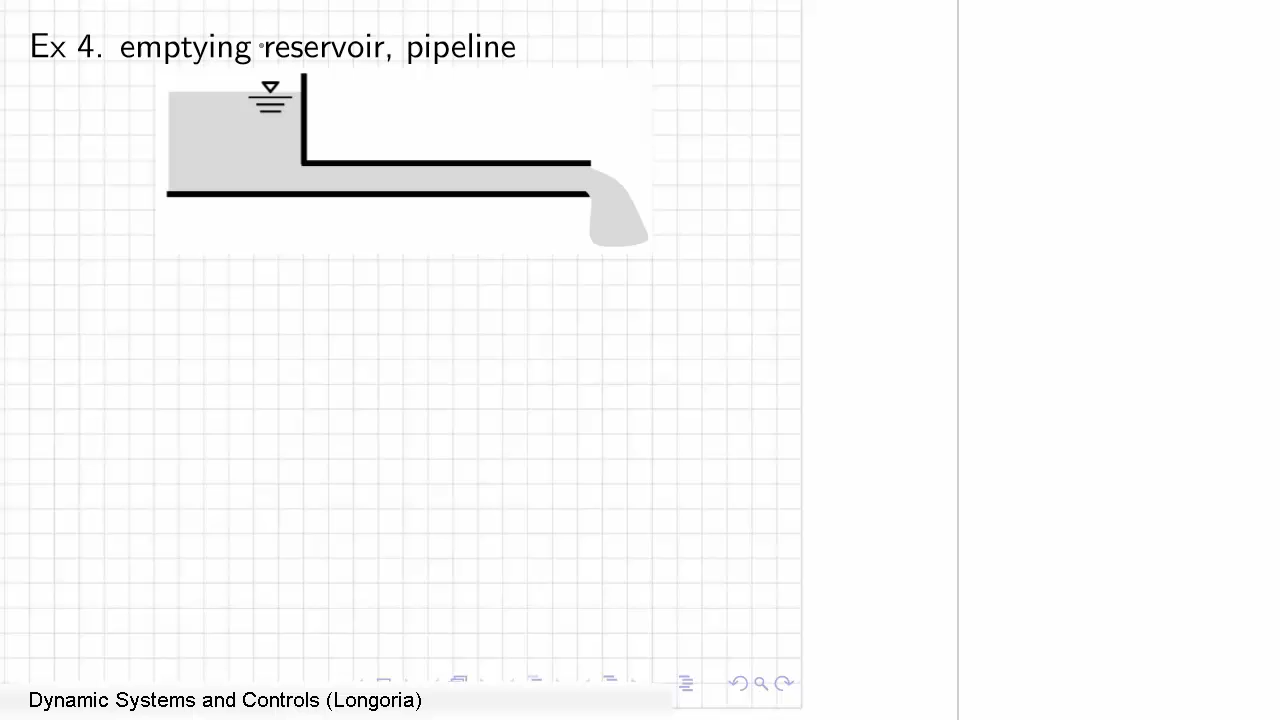 Ex 4. emptying reservoir, pipeline
Dynamic Systems and Controls (Longoria)